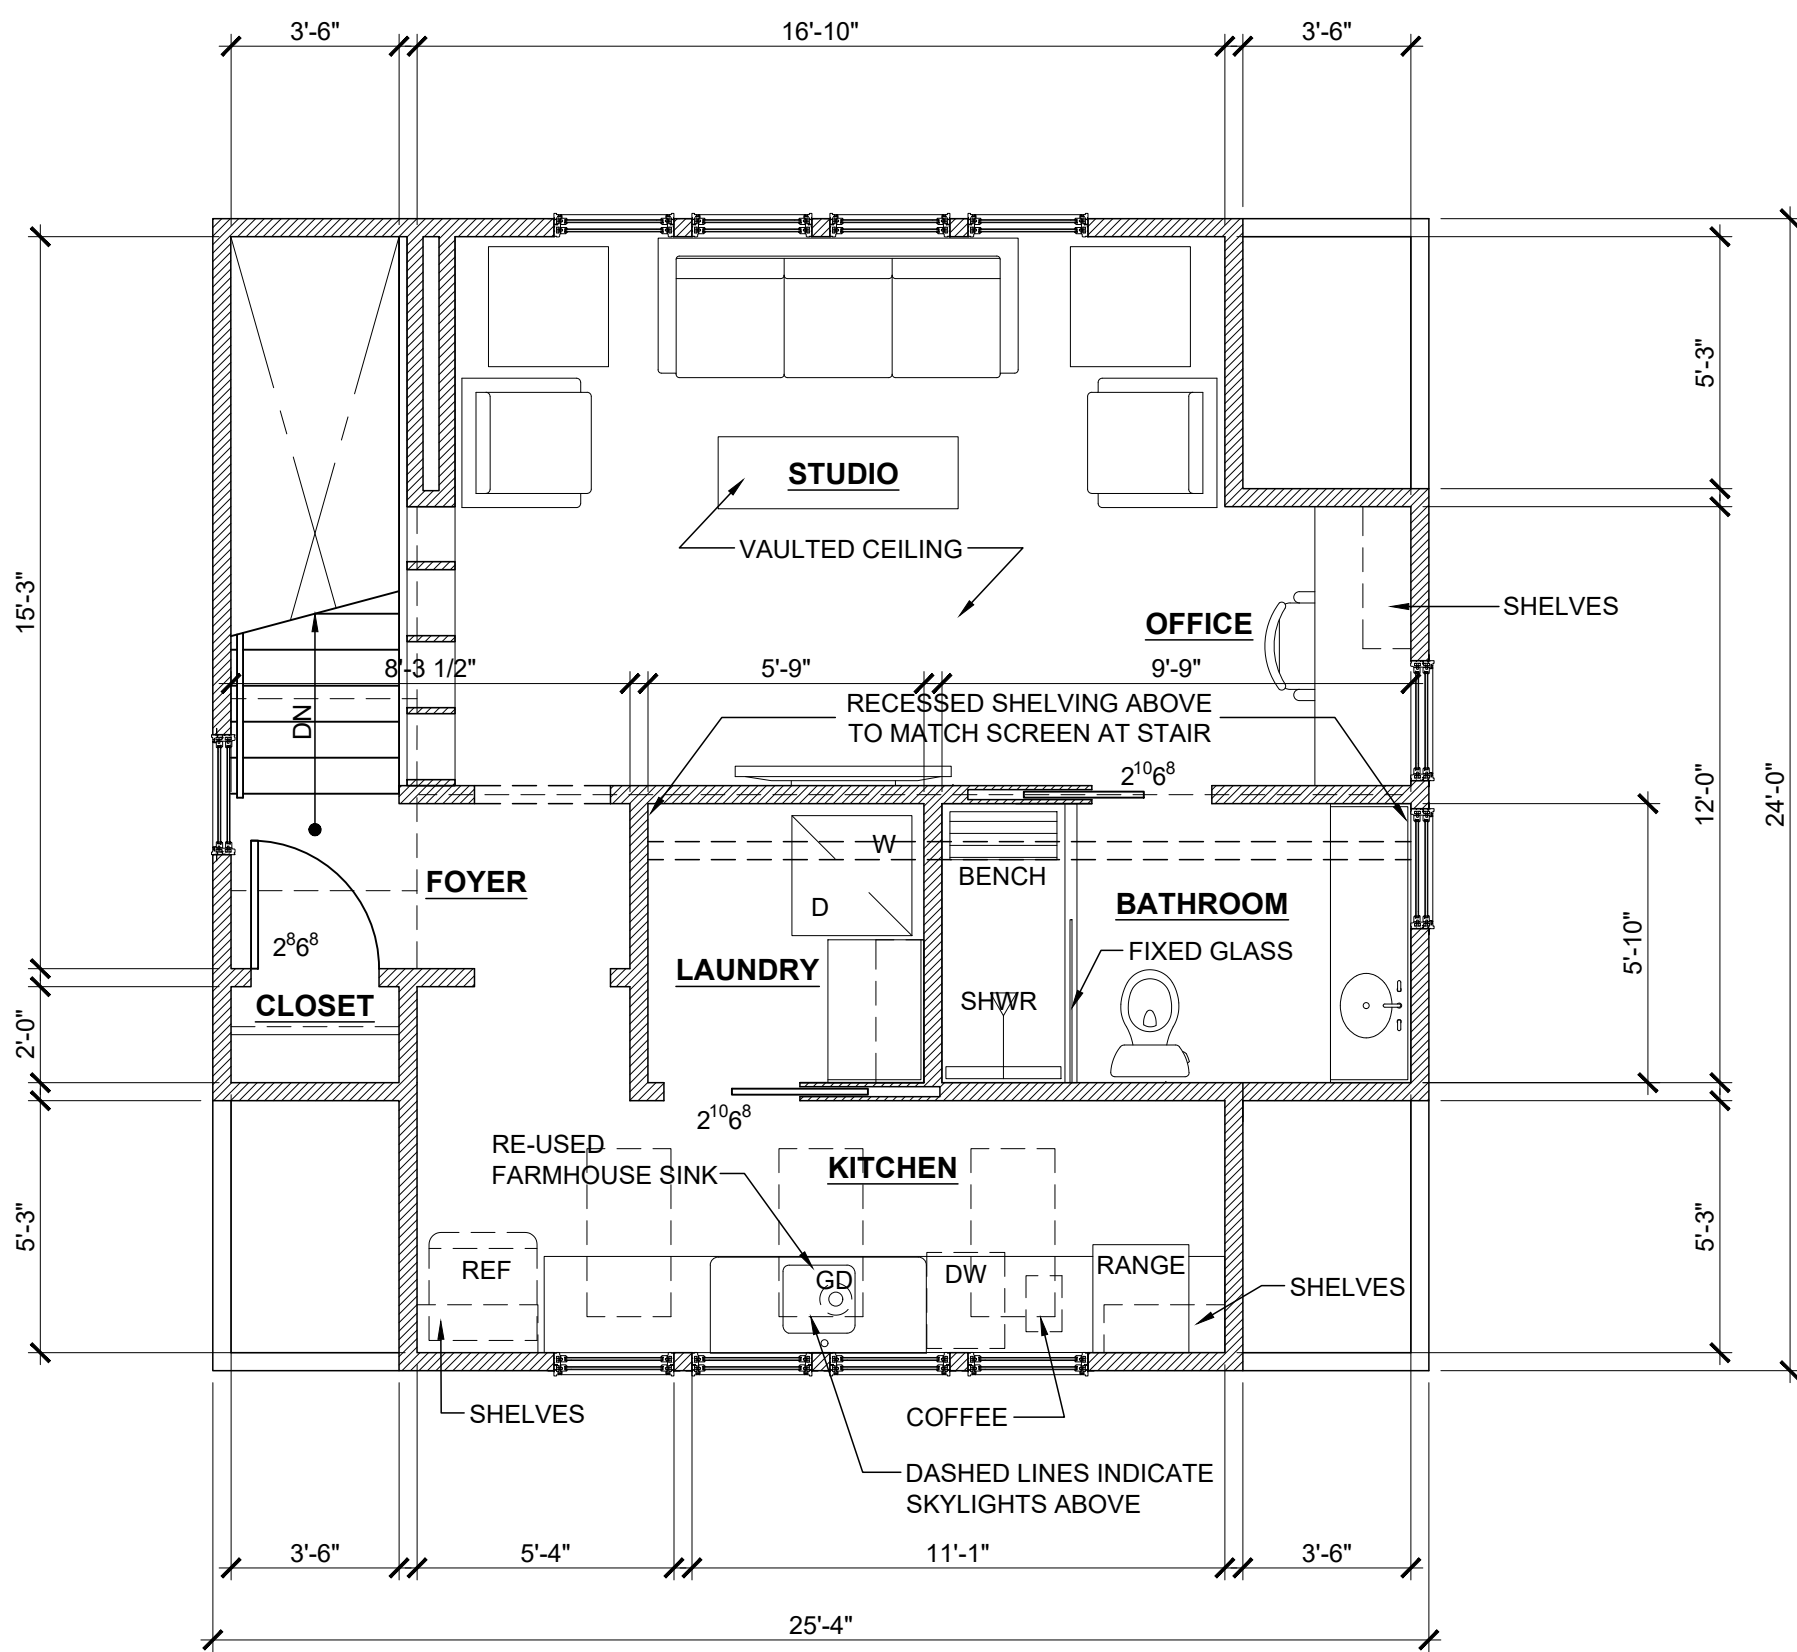 3'-6"
16'-10"
3'-6"
5'-3"
STUDIO
VAULTED CEILING
15'-3"
SHELVES
OFFICE
8'-3 1/2"
5'-9"
9'-9"
RECESSED SHELVING ABOVE
TO MATCH SCREEN AT STAIR
DN
2¹⁰6⁸
12'-0"
24'-0"
W
BENCH
FOYER
D
BATHROOM
2⁸6⁸
FIXED GLASS
5'-10"
LAUNDRY
CLOSET
SHWR
2'-0"
2¹⁰6⁸
RE-USED
FARMHOUSE SINK
KITCHEN
5'-3"
5'-3"
REF
GD
DW
RANGE
SHELVES
SHELVES
COFFEE
DASHED LINES INDICATE
SKYLIGHTS ABOVE
3'-6"
5'-4"
11'-1"
3'-6"
25'-4"